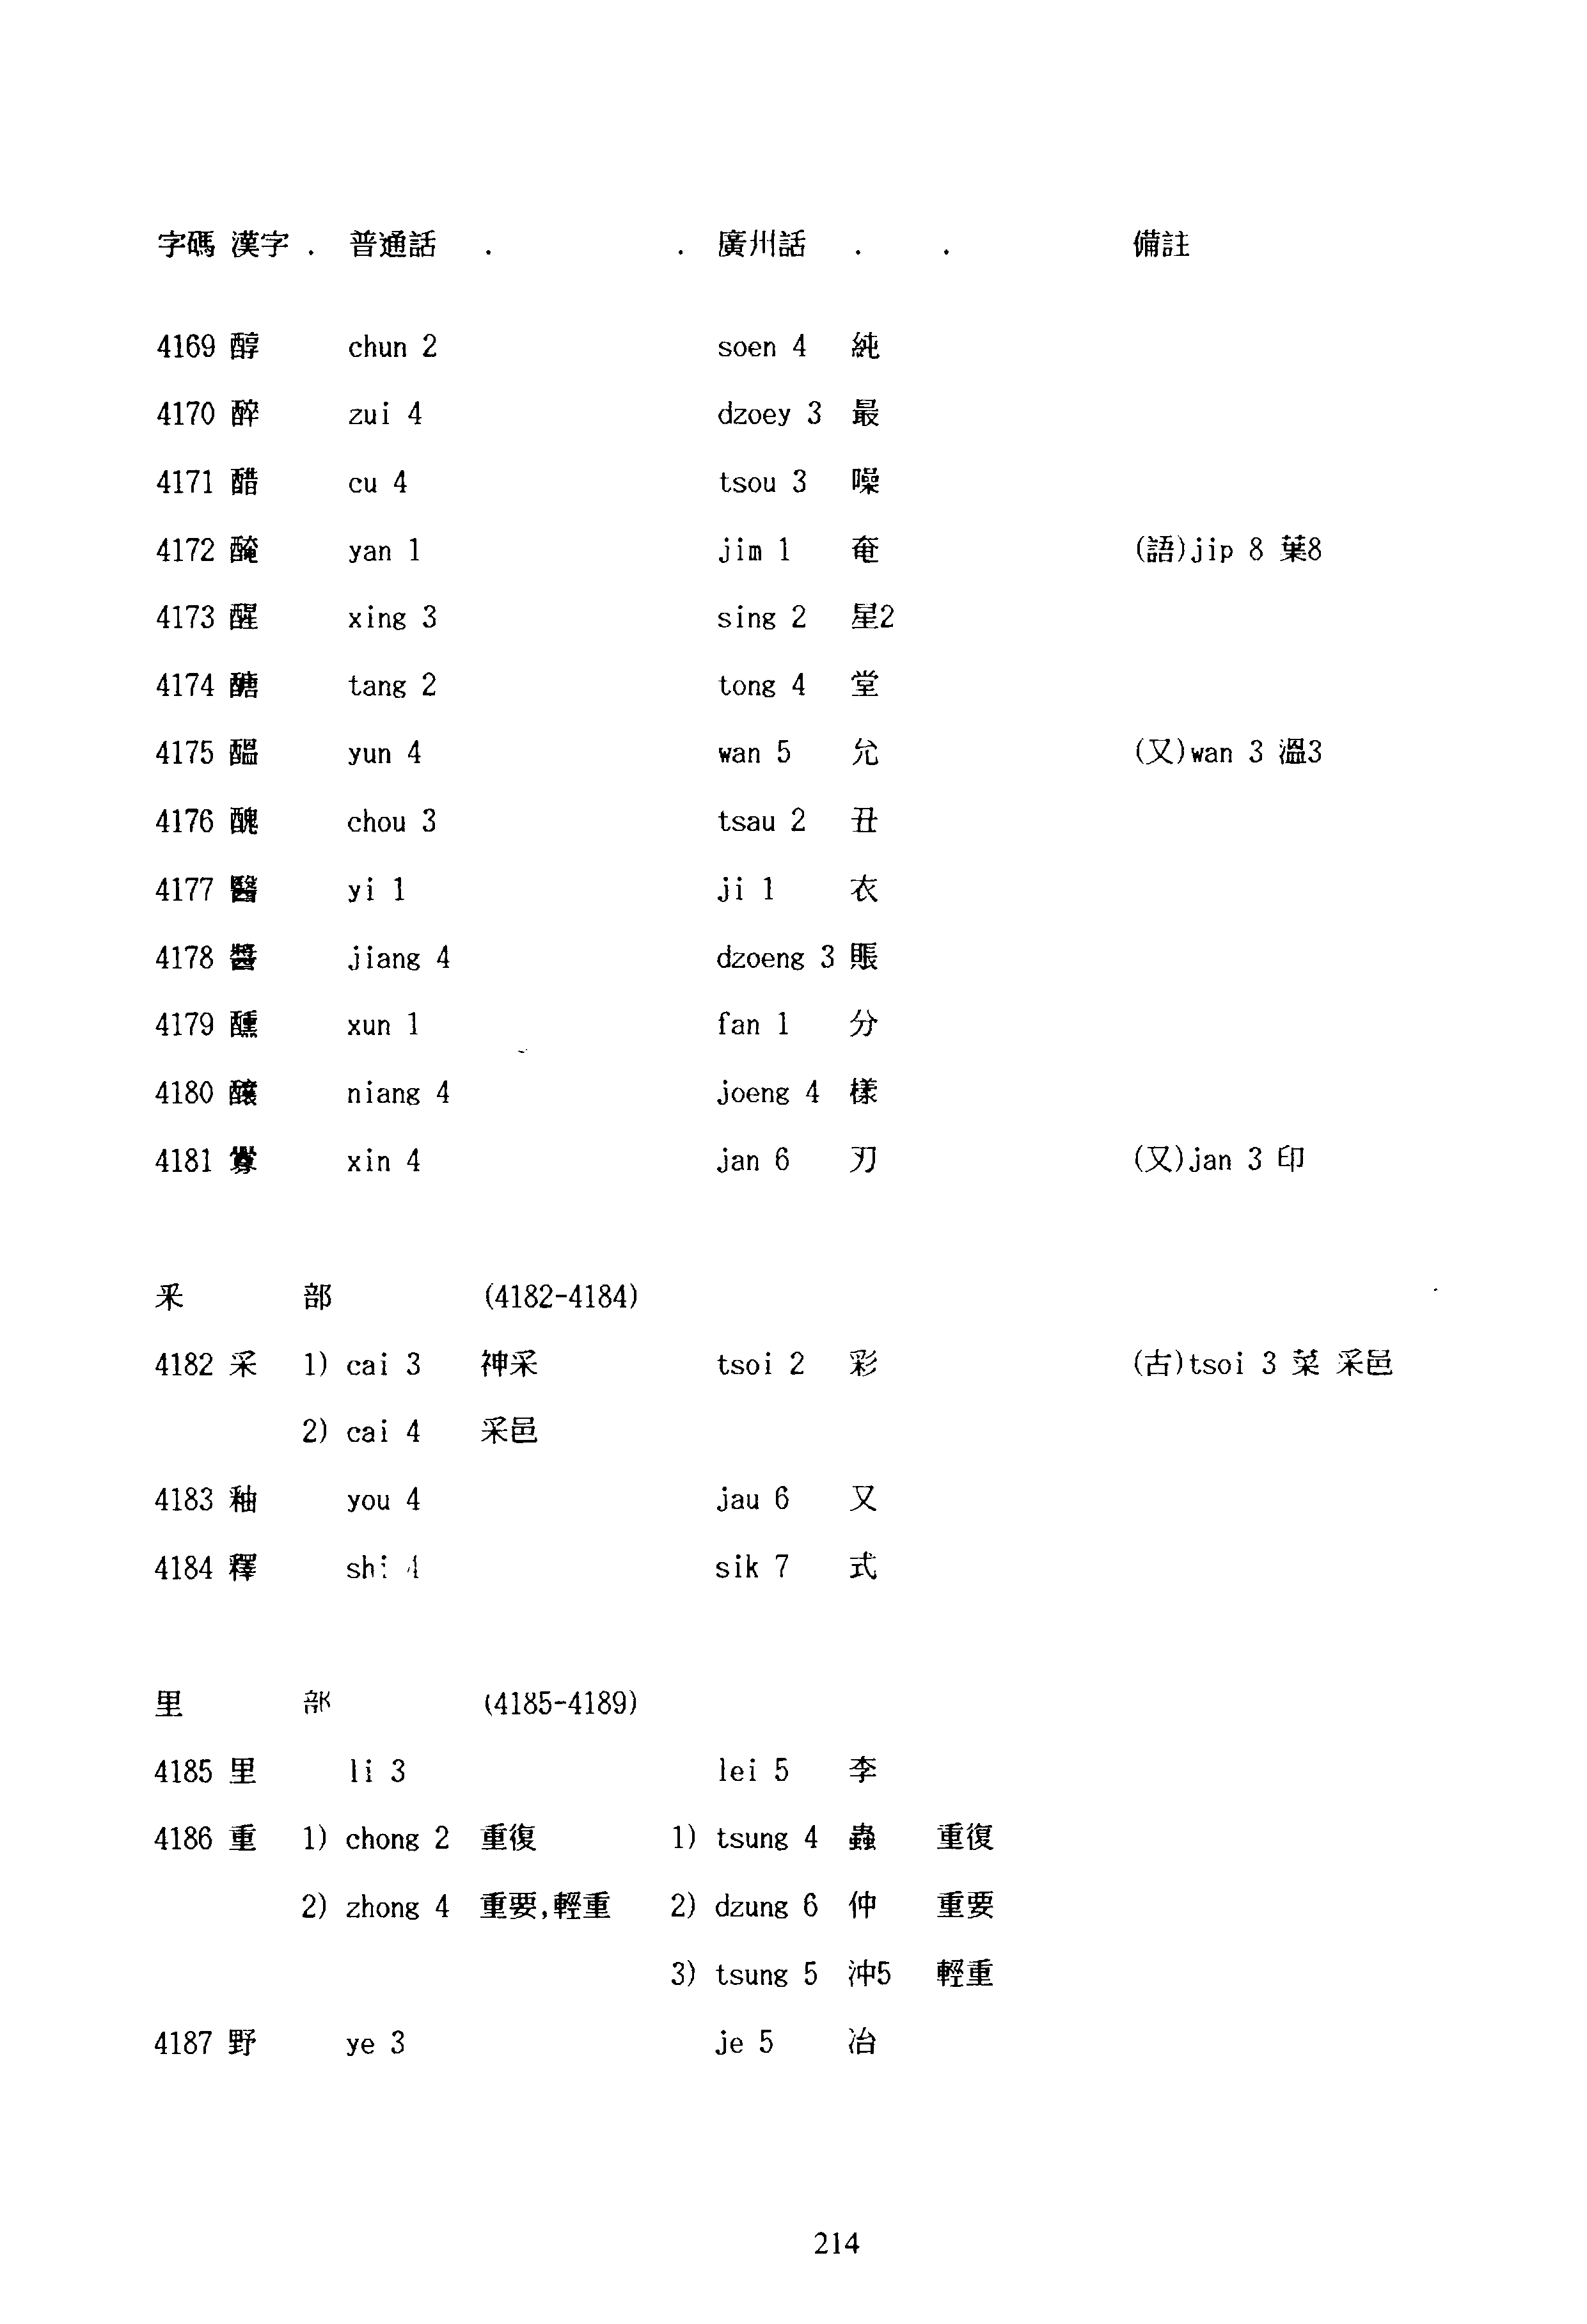 字碼 漢字 . 普通話 . . 廣州話 . . 備註
4169 醇 chun 2 soen 4 純
4170 醉 zui 4 dzoey 3 最
4171 醋 cu 4 tsou 3 噪
4172 醃 yan 1 jim 1 奄 (語)jip 8 葉8
4173 醒 xing 3 sing 2 星2
4174 醣 tang 2 tong 4 堂
4175 醞 yun 4 wan 5 允 (又)wan 3 溫3
4176 醜 chou 3 tsau 2 丑
4177 醫 yi 1 ji 1 衣
4178 醬 jiang 4 dzoeng 3 賬
4179 醺 xun 1 fan 1 分
4180 釀 niang 4 joeng 4 樣
4181 釁 xin 4 jan 6 刃 (又)jan 3 印
釆 部 (4182-4184)
4182 采 1) cai 3 神采 tsoi 2 彩 (古)tsoi 3 菜 采邑
2) cai 4 采邑
4183 釉 you 4 jau 6 又
4184 釋 shi 4 sik 7 式
里 部 (4185-4189)
4185 里 li 3 lei 5 李
4186 重 1) chong 2 重復 1) tsung 4 蟲 重復
2) zhong 4 重要,輕重 2) dzung 6 仲 重要
3) tsung 5 沖5 輕重
4187 野 ye 3 je 5 冶
214